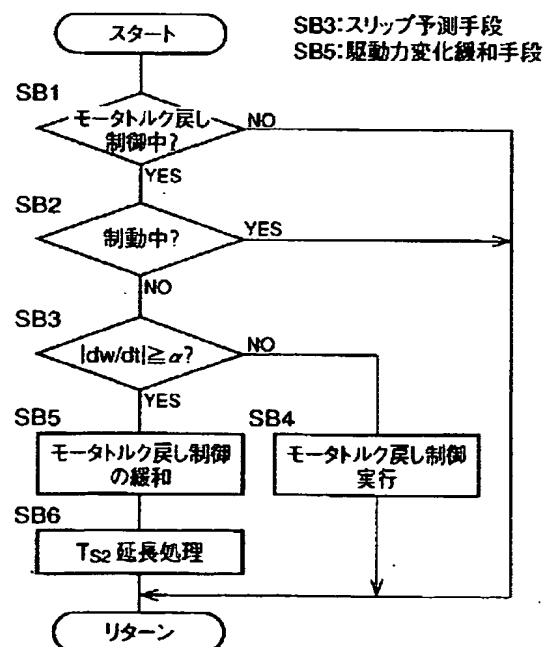 スタート
SB3:スリップ予測手段
SB5:駆動力変化緩和手段
SB1
モータトルク戻し
制御中?
NO
YES
SB2
制動中?
YES
NO
SB3
|dw/dt|≧α?
NO
YES
SB5
モータトルク戻し制御
の緩和
SB4
モータトルク戻し制御
実行
SB6
TS2 延長処理
リターン